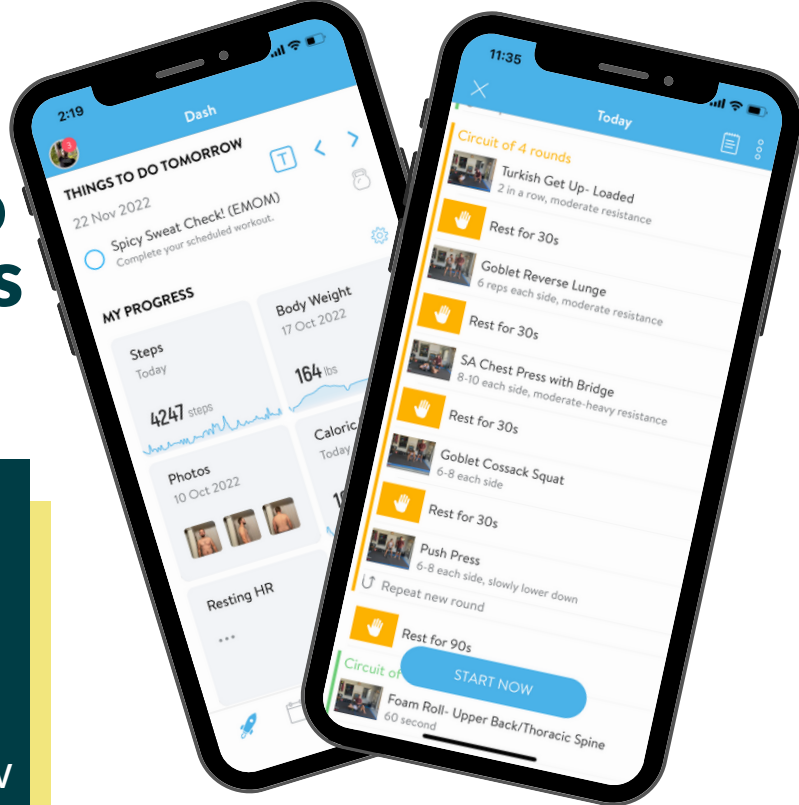 S
W
2:19
Dash
3
THINGS TO DO TOMORROW
T
22 Nov 2022
Spicy Sweat Check! (EMOM)
Complete your scheduled workout.
MY PROGRESS
Steps
Today
4247 steps
Body Weight
17 Oct 2022
164 lbs
Photos
10 Oct 2022
Caloric
Today
Resting HR
...
11:35
Today
Circuit of 4 rounds
Turkish Get Up- Loaded
2 in a row, moderate resistance
Rest for 30s
Goblet Reverse Lunge
6 reps each side, moderate resistance
Rest for 30s
SA Chest Press with Bridge
8-10 each side, moderate-heavy resistance
Rest for 30s
Goblet Cossack Squat
6-8 each side
Rest for 30s
Push Press
6-8 each side, slowly lower down
Repeat new round
Rest for 90s
Circuit of
START NOW
Foam Roll- Upper Back/Thoracic Spine
60 second